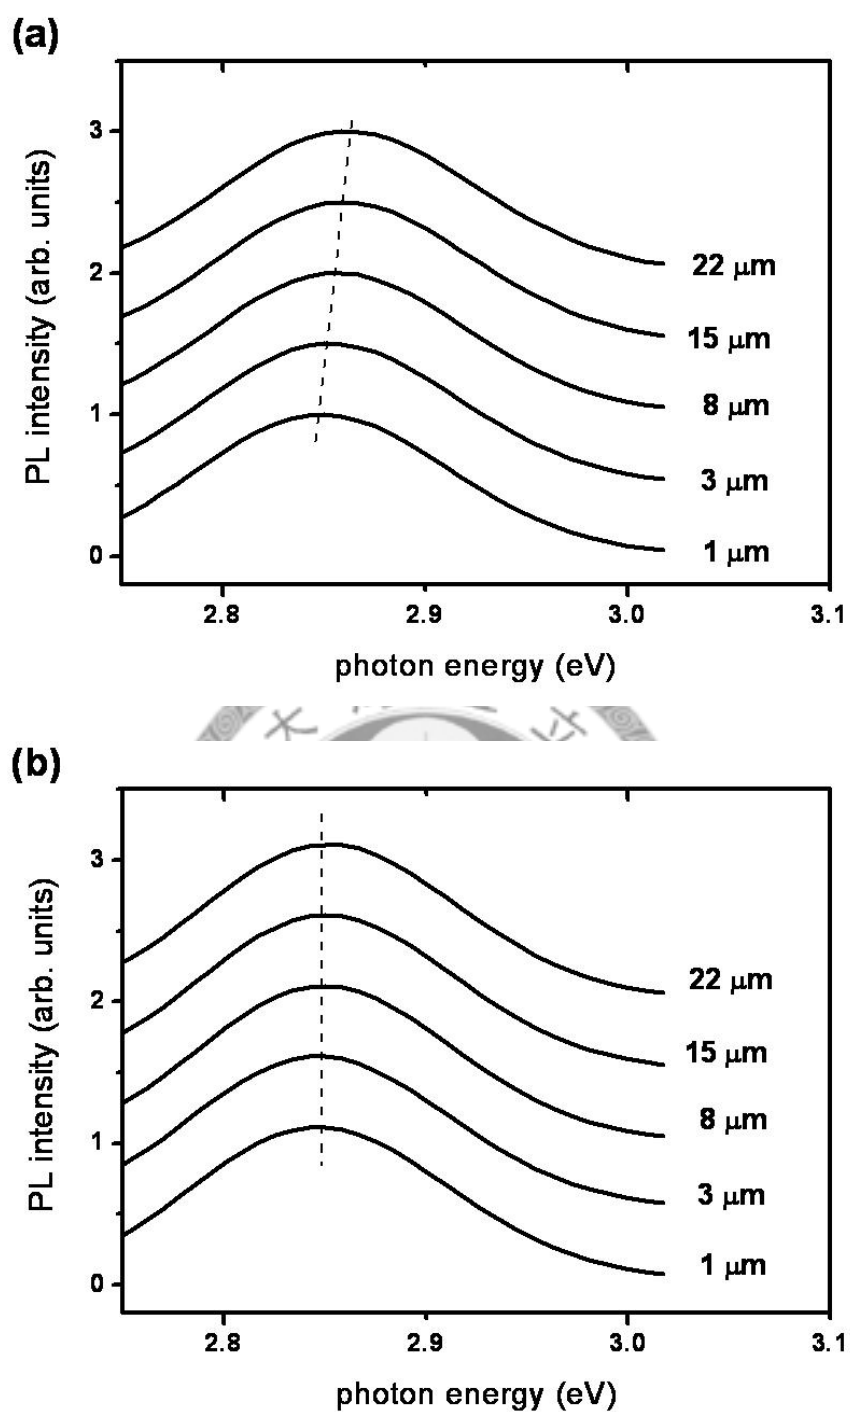 (a)
PL intensity (arb. units)
3
2
1
0
22 μm
15 μm
8 μm
3 μm
1 μm
2.8 2.9 3.0 3.1
photon energy (eV)
(b)
PL intensity (arb. units)
3
2
1
0
22 μm
15 μm
8 μm
3 μm
1 μm
2.8 2.9 3.0 3.1
photon energy (eV)